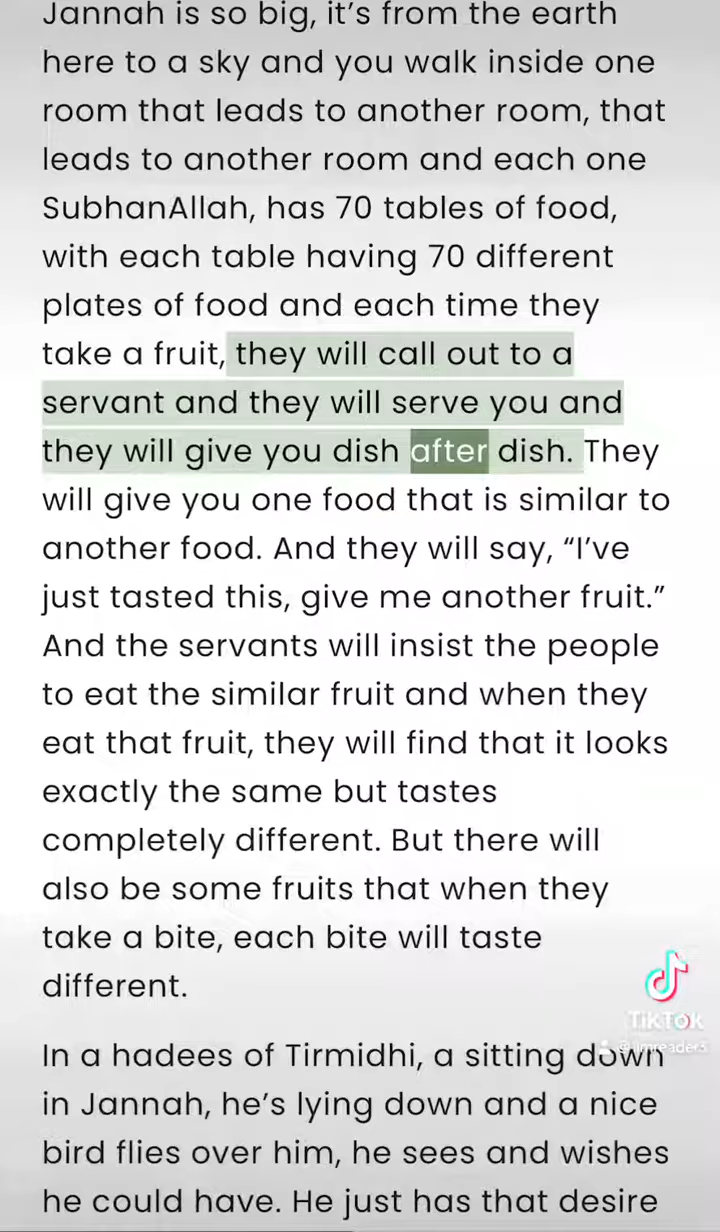 Jannah is so big, it's from the earth
here to a sky and you walk inside one
room that leads to another room, that
leads to another room and each one
SubhanAllah, has 70 tables of food,
with each table having 70 different
plates of food and each time they
take a fruit, they will call out to a
servant and they will serve you and
they will give you dish after dish. They
will give you one food that is similar to
another food. And they will say, “I’ve
just tasted this, give me another fruit.”
And the servants will insist the people
to eat the similar fruit and when they
eat that fruit, they will find that it looks
exactly the same but tastes
completely different. But there will
also be some fruits that when they
take a bite, each bite will taste
different.
TikTok
In a hadees of Tirmidhi, a sitting down
in Jannah, he’s lying down and a nice
bird flies over him, he sees and wishes
he could have. He just has that desire